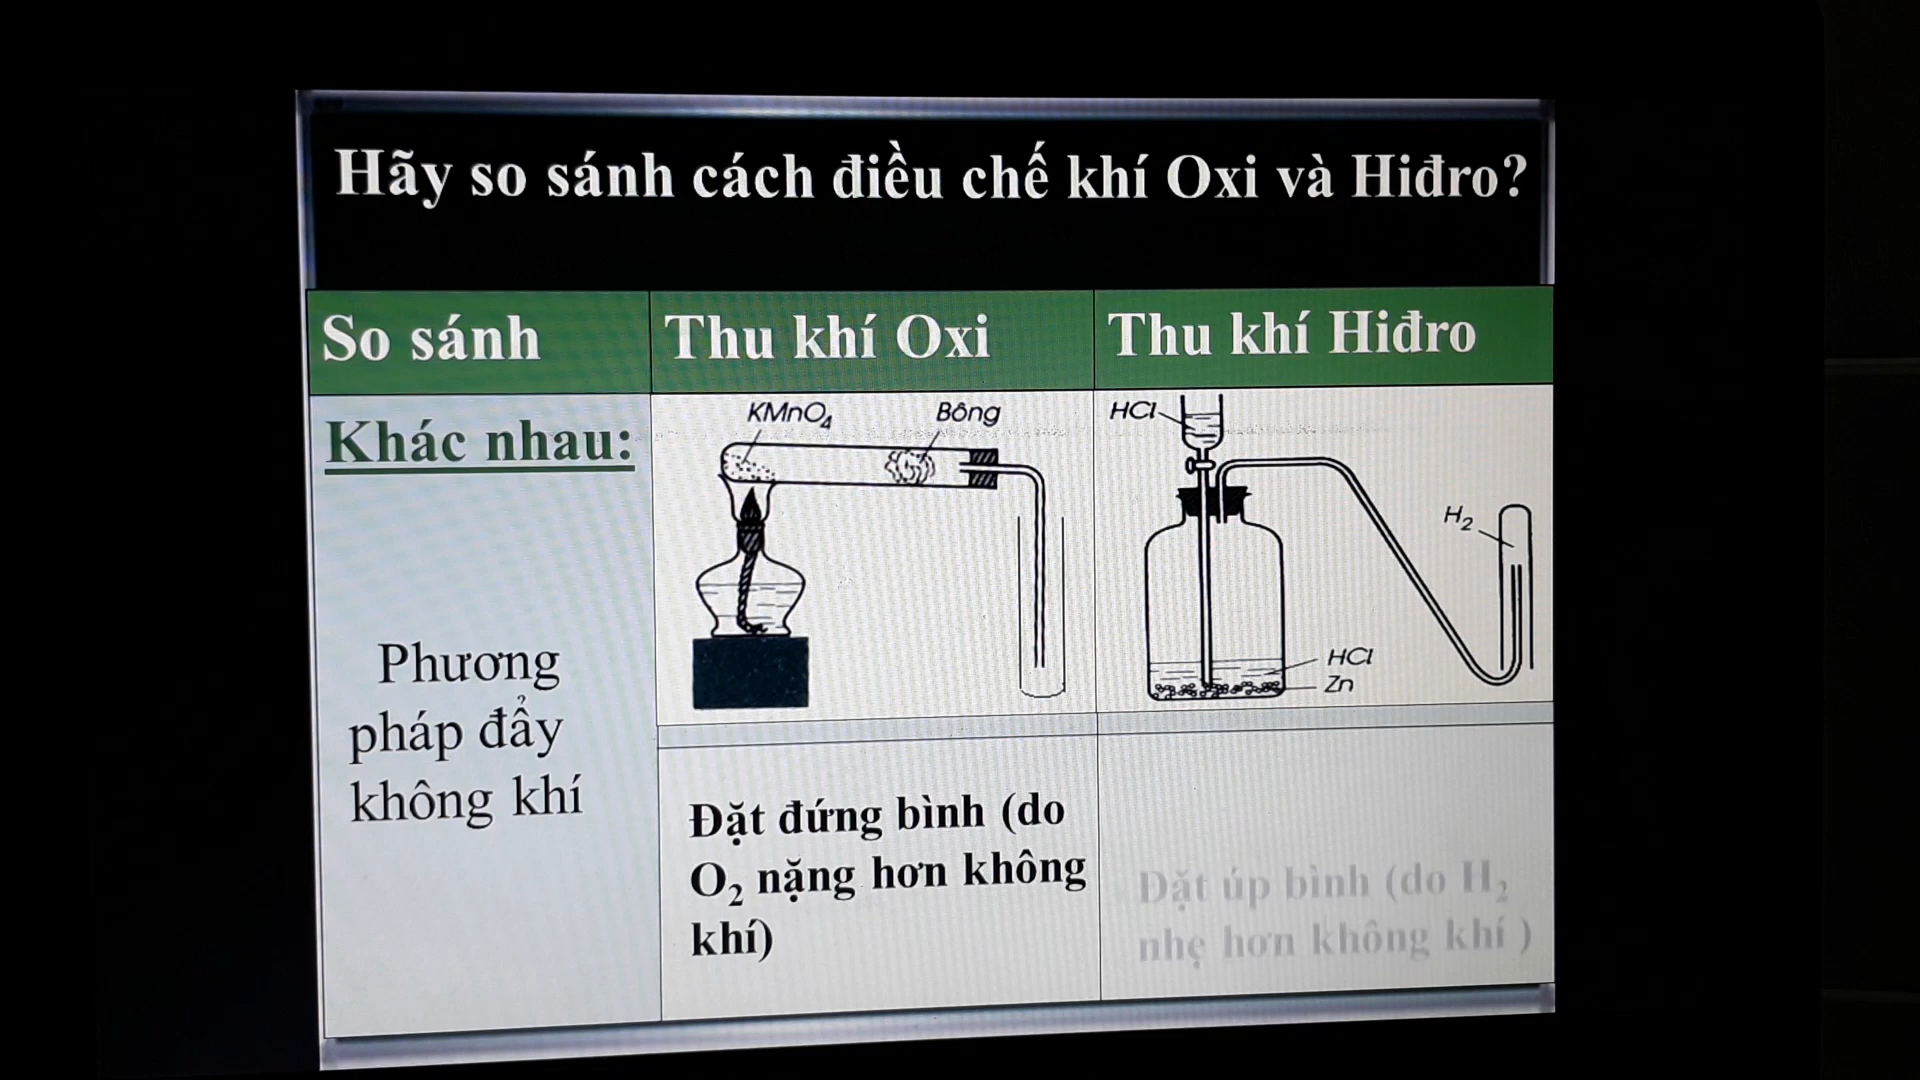 Hãy so sánh cách điều chế khí Oxi và Hiđro?
So sánh
Thu khí Oxi
Thu khí Hiđro
Khác nhau:
Phương
pháp đẩy
không khí
KMnO₄
Bông
HCl
H₂
HCl
Zn
Đặt đứng bình (do
O₂ nặng hơn không
khí)
Đặt úp bình (do H₂
nhẹ hơn không khí )